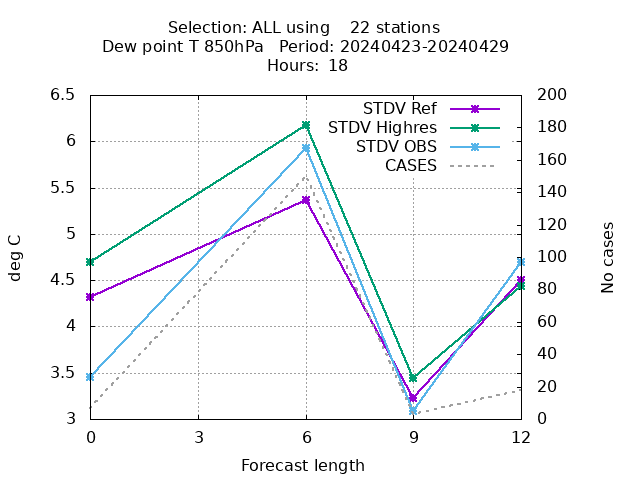 Selection: ALL using    22 stations
Dew point T 850hPa   Period: 20240423-20240429
Hours:  18
STDV Ref
STDV Highres
STDV OBS
CASES
6.5
6
5.5
5
4.5
4
3.5
3
deg C
200
180
160
140
120
100
80
60
40
20
0
No cases
0
3
6
9
12
Forecast length